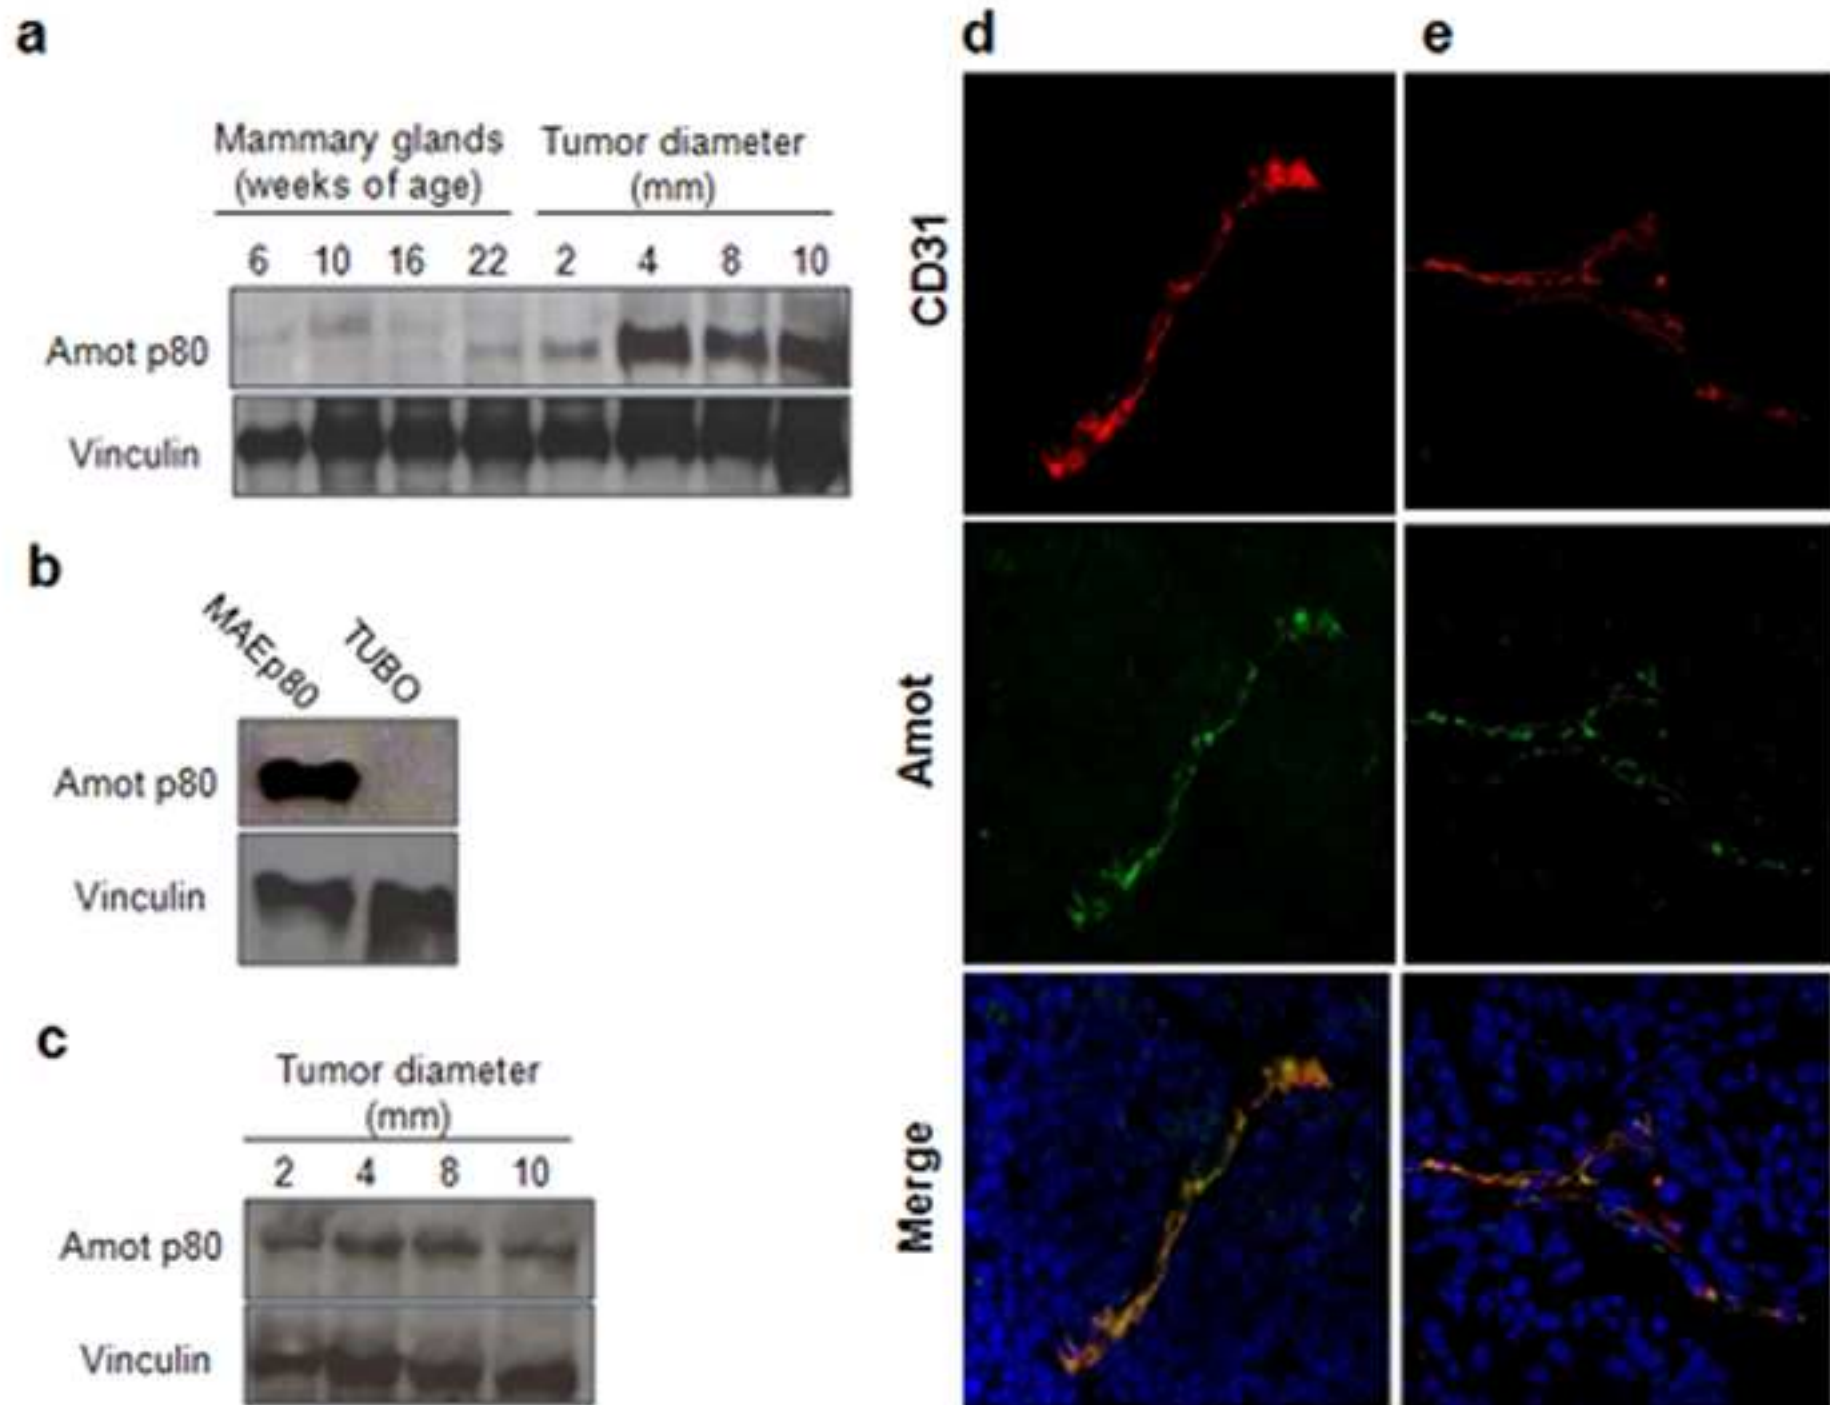 a
Mammary glands
(weeks of age)
Tumor diameter
(mm)
6 10 16 22 2 4 8 10
Amot p80
Vinculin
b
MAEp80
TUBO
Amot p80
Vinculin
c
Tumor diameter
(mm)
2 4 8 10
Amot p80
Vinculin
d
e
CD31
Amot
Merge